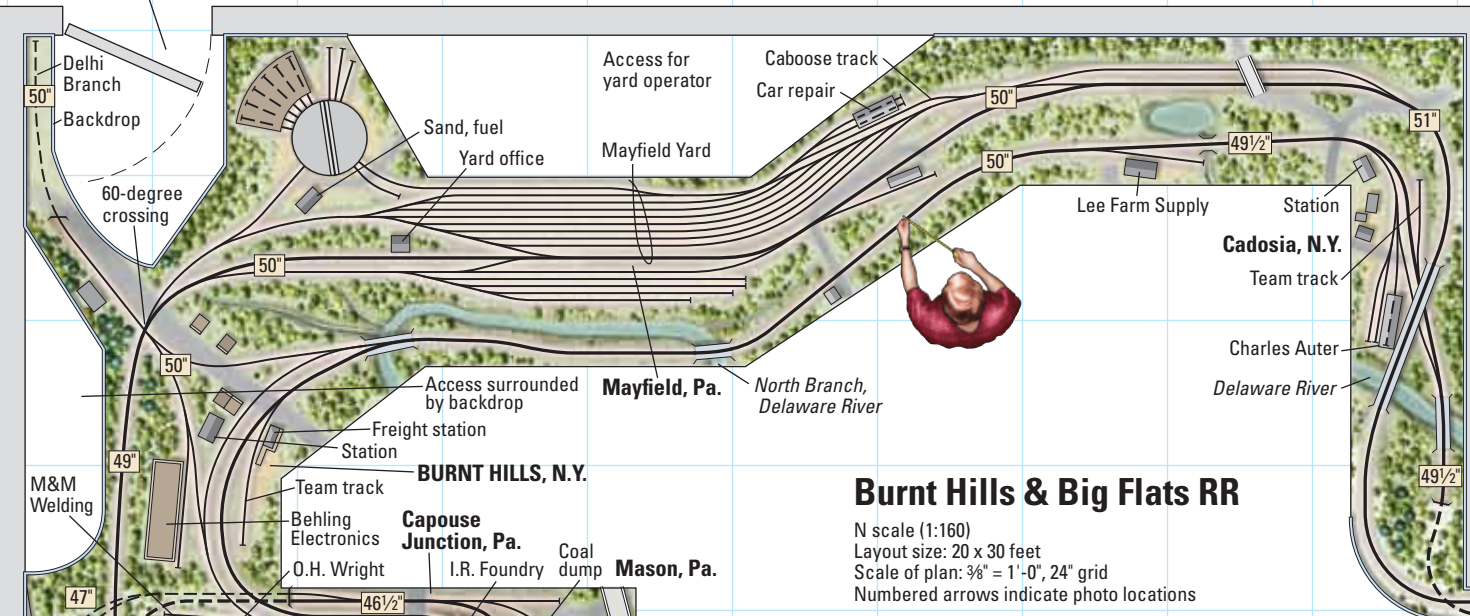 Delhi
Branch
50"
Backdrop
60-degree
crossing
Sand, fuel
Yard office
Access for
yard operator
Mayfield Yard
Caboose track
Car repair
50"
51"
49½"
50"
Lee Farm Supply
Station
Cadosia, N.Y.
Team track
50"
50"
Charles Auter
Delaware River
Access surrounded
by backdrop
Mayfield, Pa.
North Branch,
Delaware River
Freight station
Station
BURNT HILLS, N.Y.
49"
M&M
Welding
Team track
Behling
Electronics
Capouse
Junction, Pa.
O.H. Wright
I.R. Foundry
Coal
dump
Mason, Pa.
47"
46½"
49½"
Burnt Hills & Big Flats RR
N scale (1:160)
Layout size: 20 x 30 feet
Scale of plan: ⅜" = 1'-0", 24" grid
Numbered arrows indicate photo locations